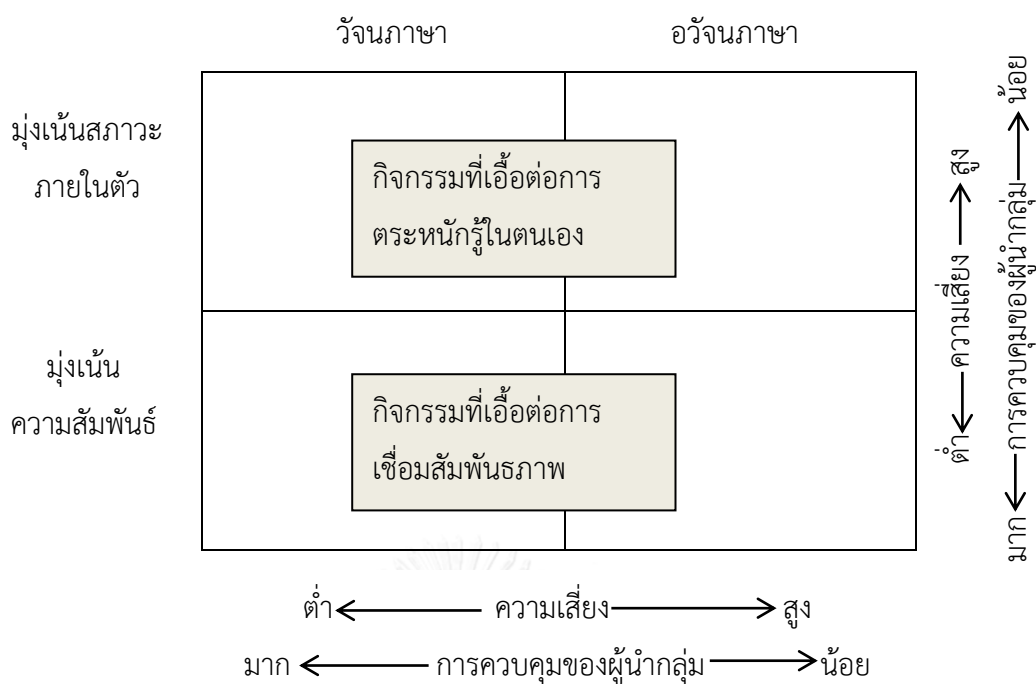 วัจนภาษา อวัจนภาษา
มุ่งเน้นสภาวะ
ภายในตัว
กิจกรรมที่เอื้อต่อการ
ตระหนักรู้ในตนเอง
มุ่งเน้น
ความสัมพันธ์
กิจกรรมที่เอื้อต่อการ
เชื่อมสัมพันธภาพ
ต่ำ ความเสี่ยง สูง
มาก การควบคุมของผู้นำกลุ่ม น้อย
ต่ำ ความเสี่ยง สูง
มาก การควบคุมของผู้นำกลุ่ม น้อย